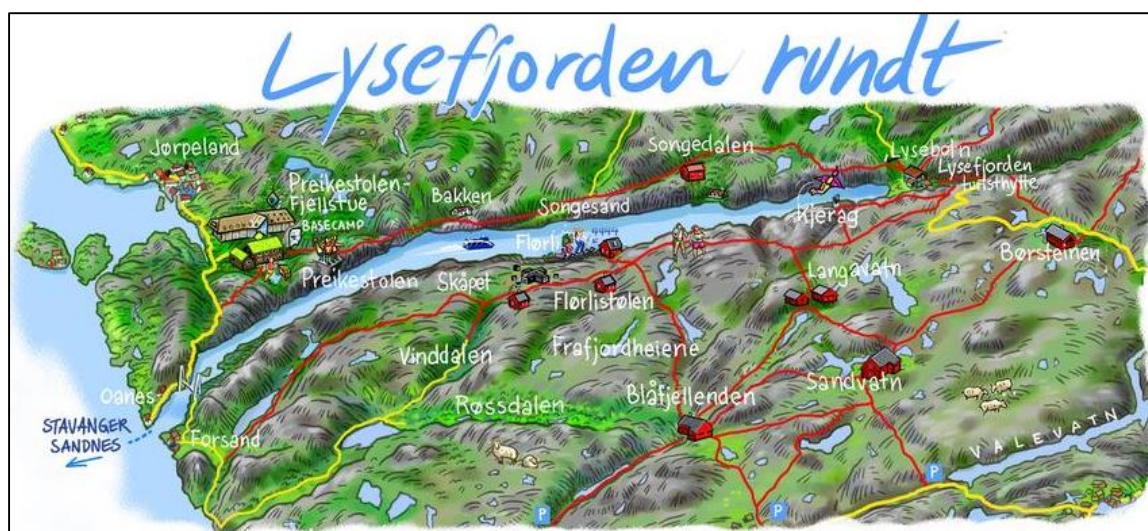 Lysefjorden rundt
Jørpeland
Songedalen
Lysebotn
Lysefjorden
turisthytte
Preikestolen-
Fjellstue
BASECAMP
Bakken
Songesand
Kjerag
Flørli
4444
Børsteinen
Preikestolen
Skåpet
Langavatn
Flørlistølen
Vinddalen
Frafjordheiene
Oanes
Røssdalen
Blåfjellenden
Sandvatn
STAVANGER
SANDNES
Forsand
VALEVATN
P
P
P